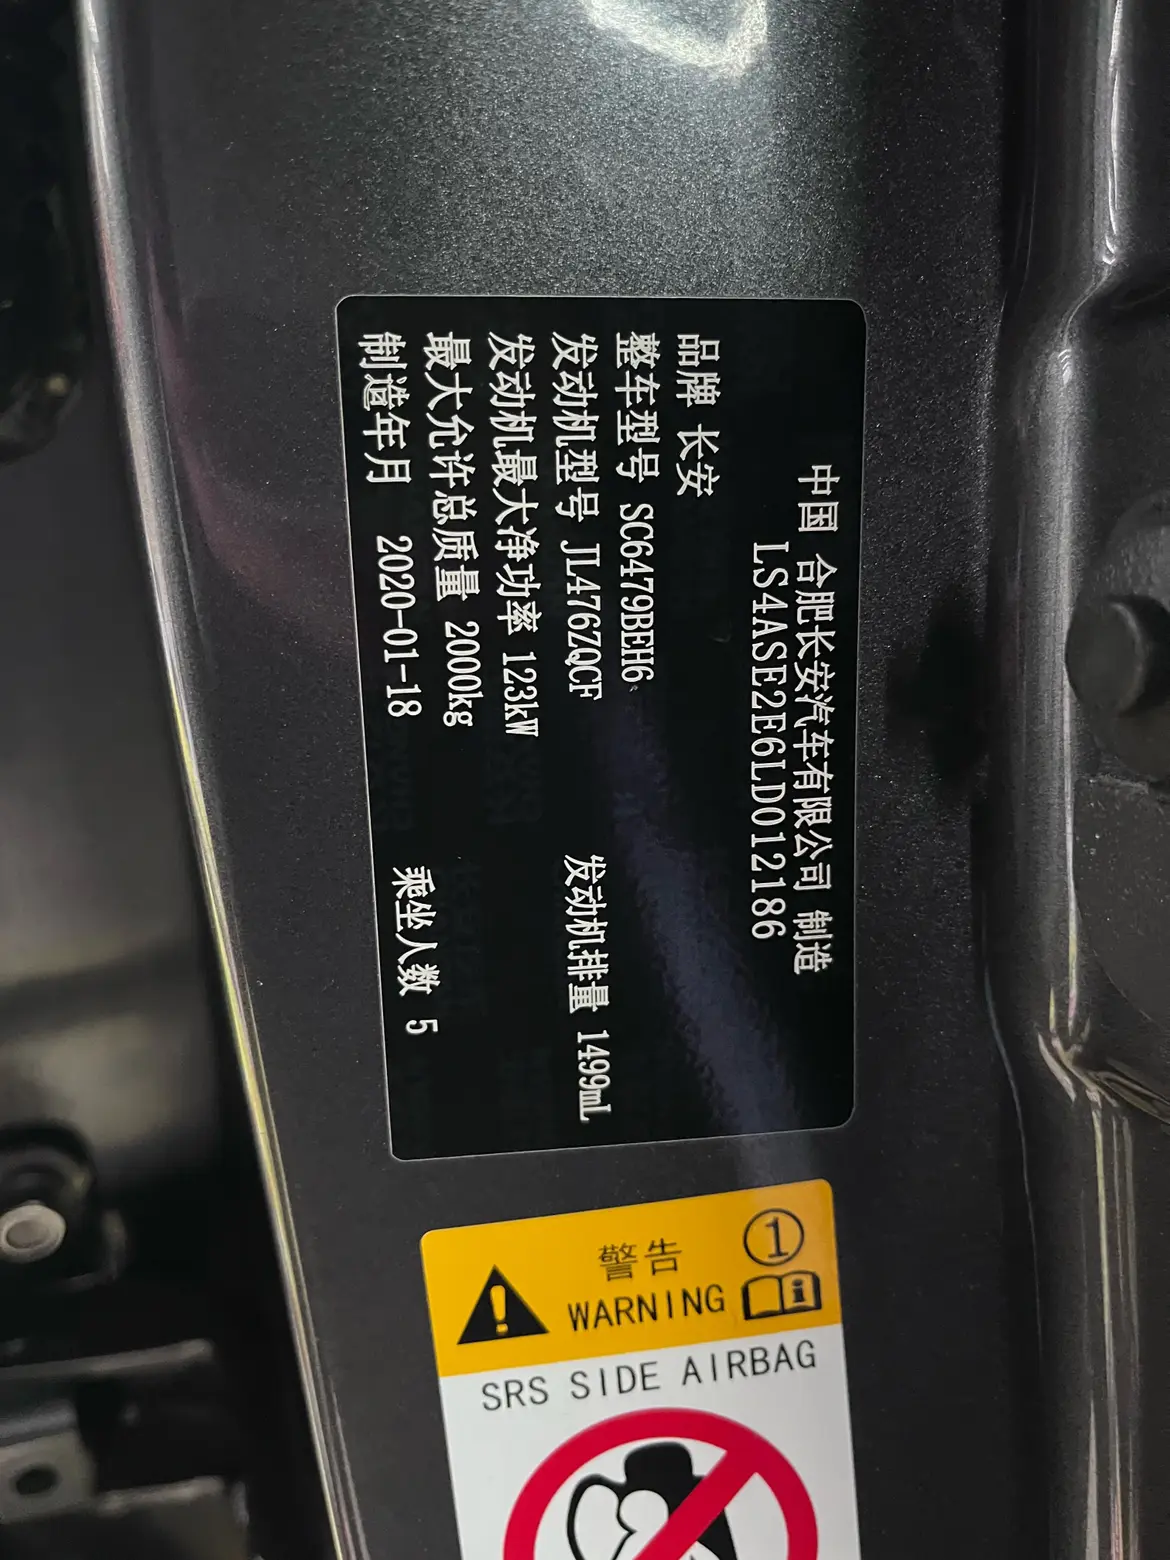 中国 合肥长安汽车有限公司 制造
LS4ASE2E6LD012186
品牌 长安
整车型号 SC6479BEH6
发动机型号 JL476ZQCF 发动机排量 1499mL
发动机最大净功率 123kW
最大允许总质量 2000kg
制造年月 2020-01-18 乘坐人数 5
警告 ①
WARNING
SRS SIDE AIRBAG